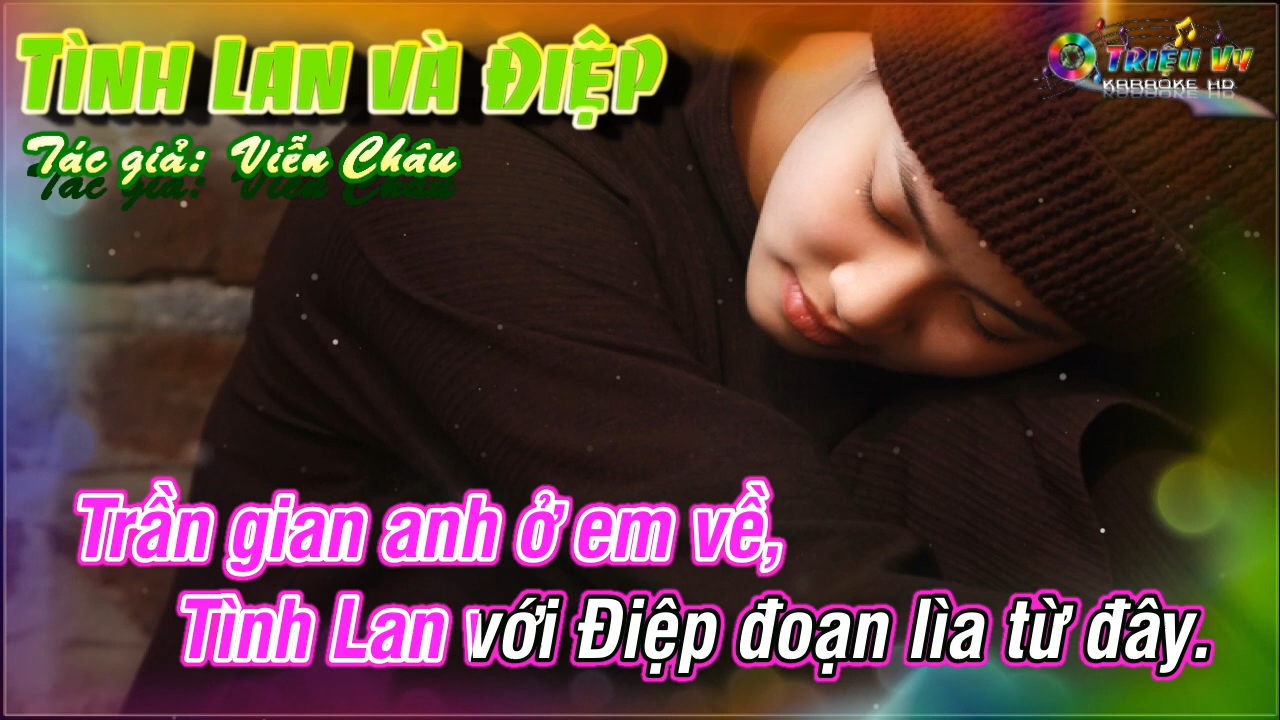 Tình Lan và Điệp
TRIỆU VY
KARAOKE HD
Tác giả: Viễn Châu
Trần gian anh ở em về,
Tình Lan với Điệp đoạn lìa từ đây.